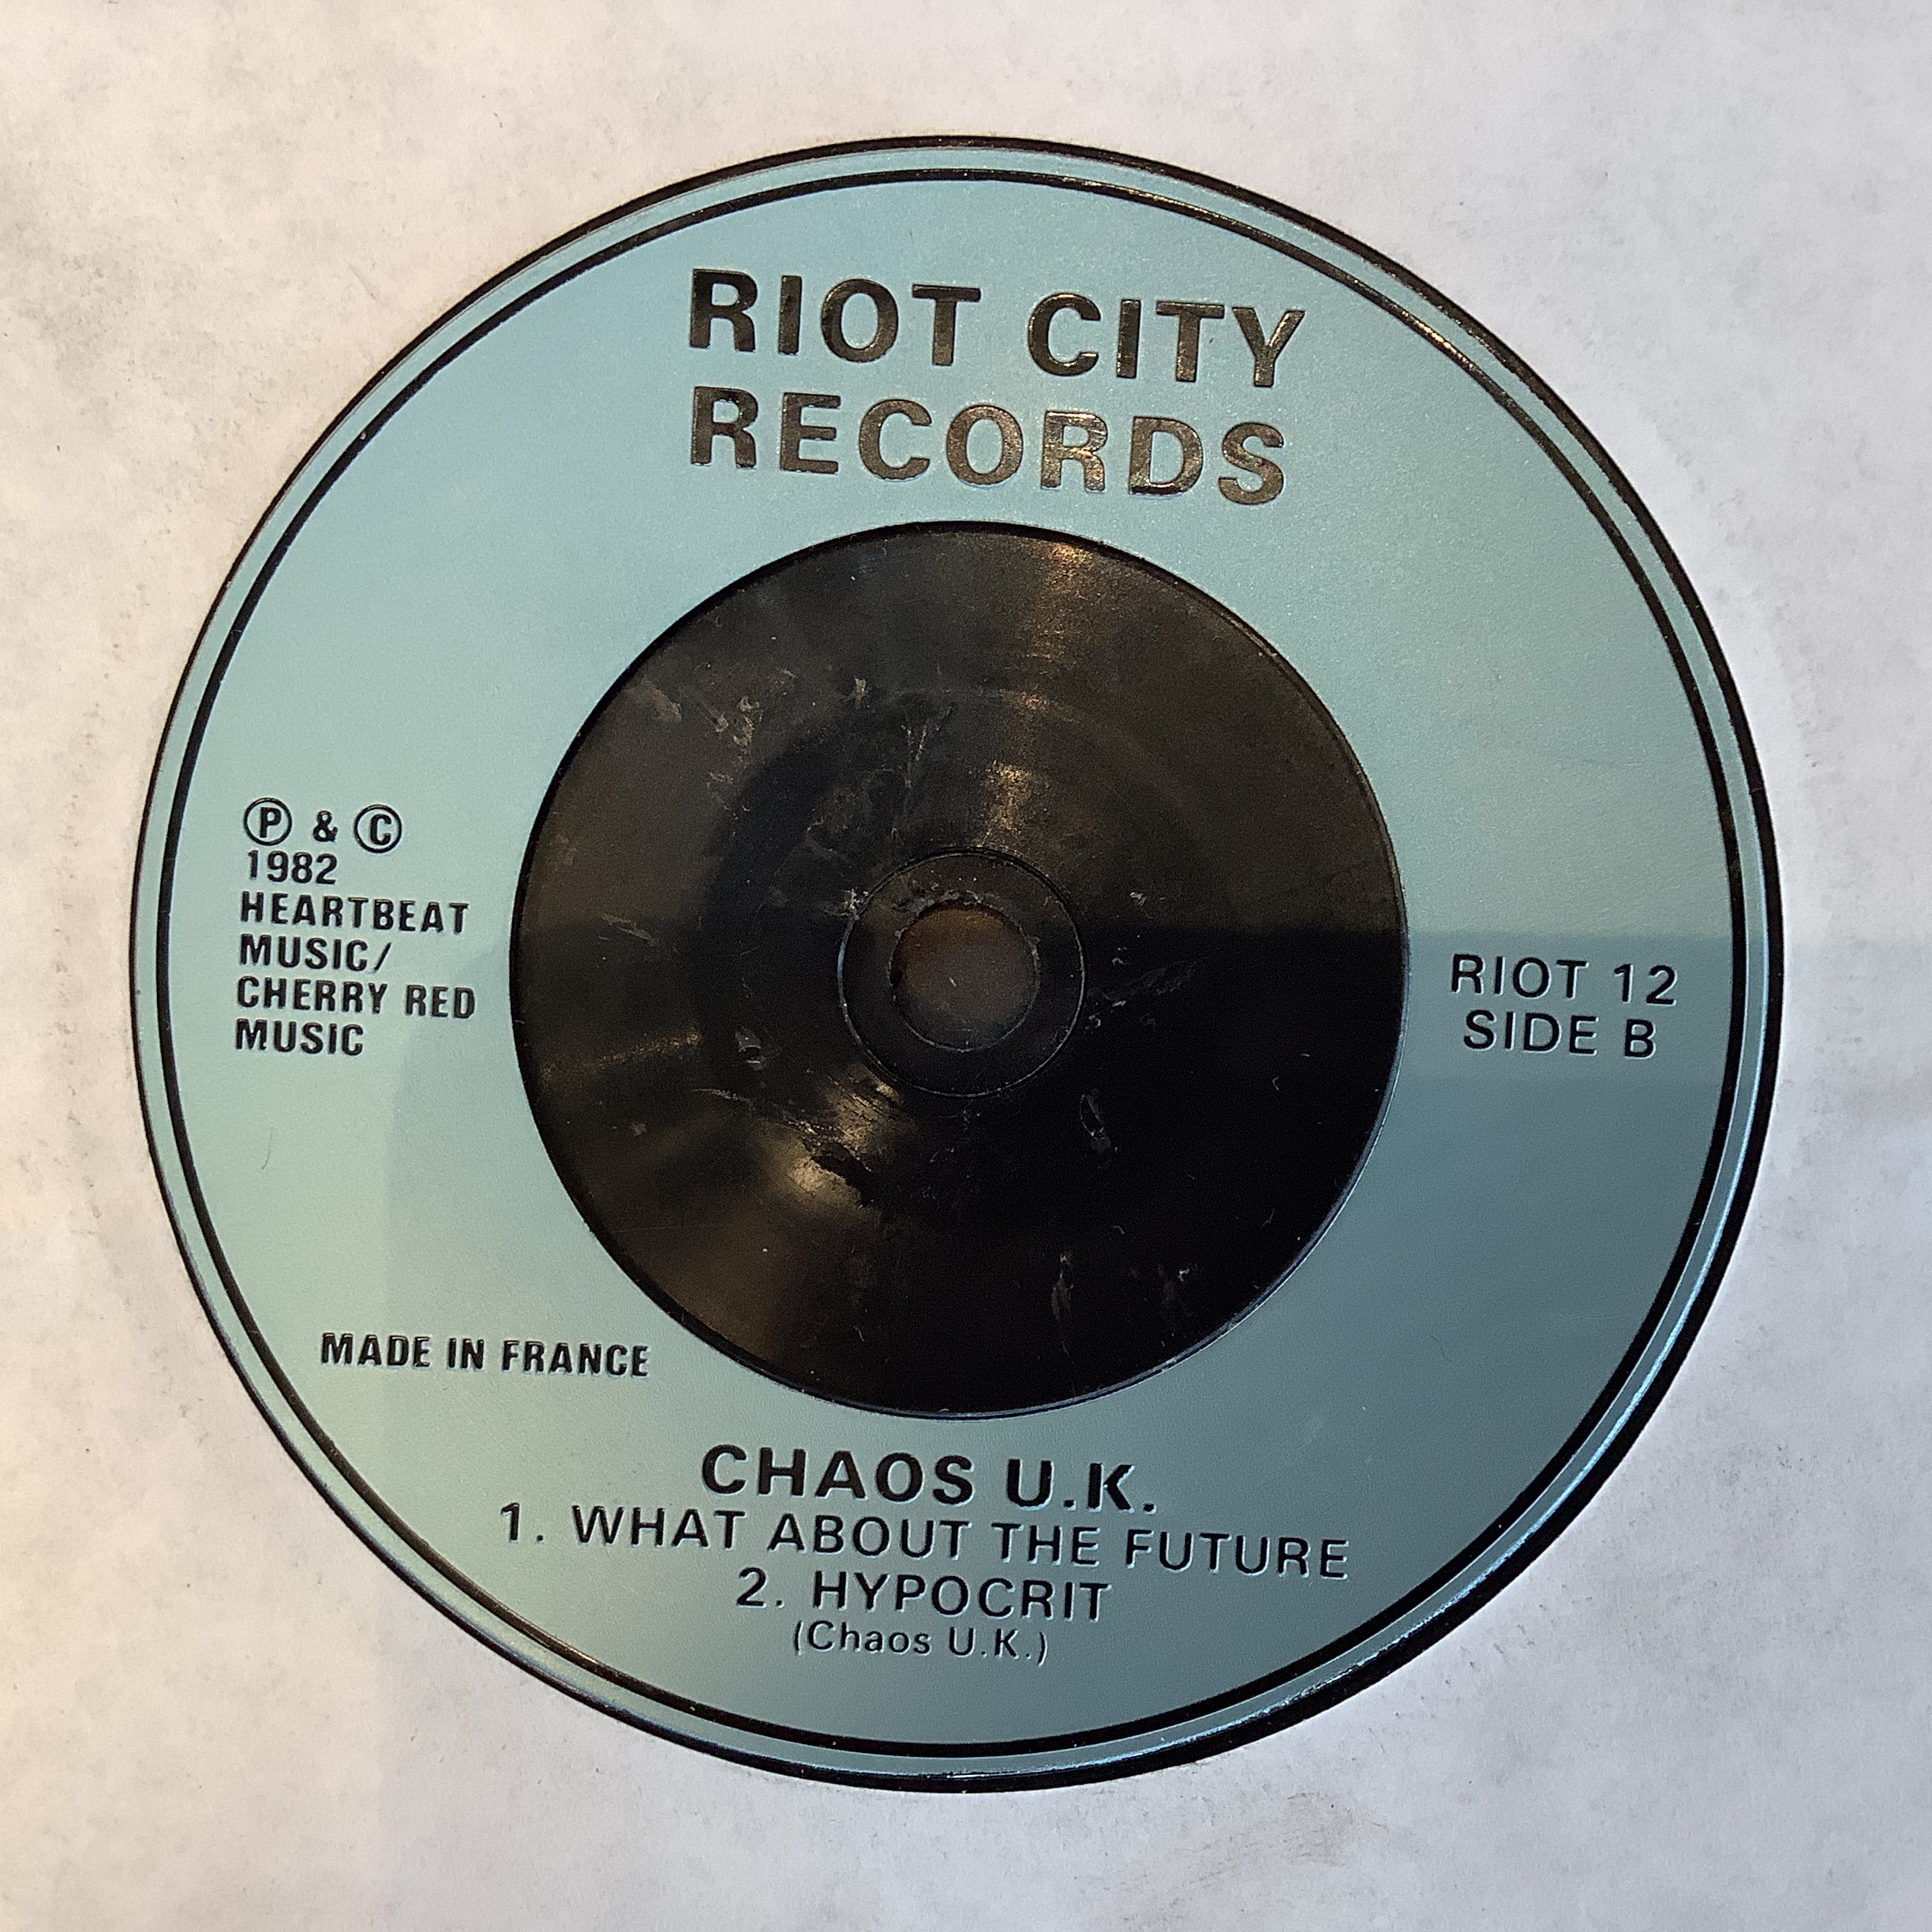 RIOT CITY
RECORDS
Ⓟ & Ⓒ
1982
HEARTBEAT
MUSIC/
CHERRY RED
MUSIC
RIOT 12
SIDE B
MADE IN FRANCE
CHAOS U.K.
1. WHAT ABOUT THE FUTURE
2. HYPOCRIT
(Chaos U.K.)